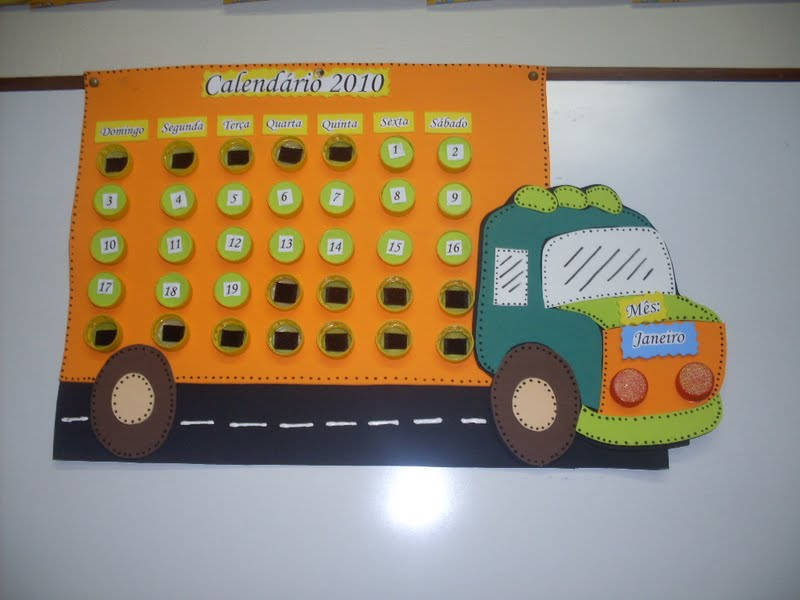 Calendário 2010
Domingo Segunda Terça Quarta Quinta Sexta Sábado
1 2
3 4 5 6 7 8 9
10 11 12 13 14 15 16
17 18 19
Mês:
Janeiro